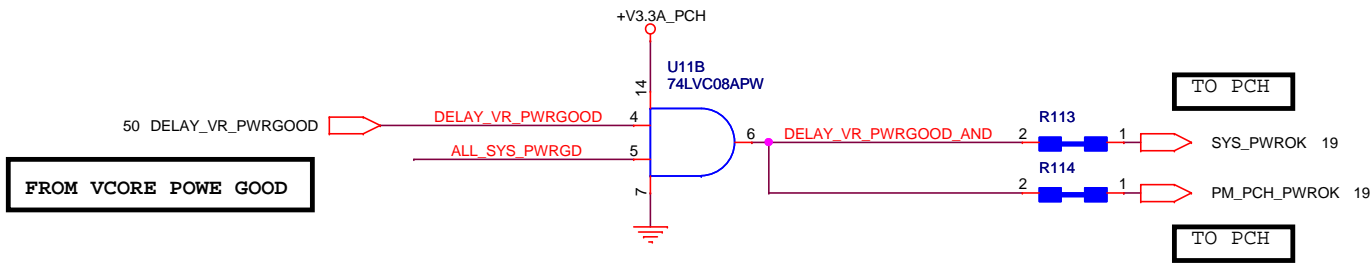 +V3.3A_PCH
U11B
74LVC08APW
TO PCH
14
R113
50 DELAY_VR_PWRGOOD
DELAY_VR_PWRGOOD
4
6
DELAY_VR_PWRGOOD_AND
2
1
SYS_PWROK 19
ALL_SYS_PWRGD
5
R114
FROM VCORE POWE GOOD
7
2
1
PM_PCH_PWROK 19
TO PCH